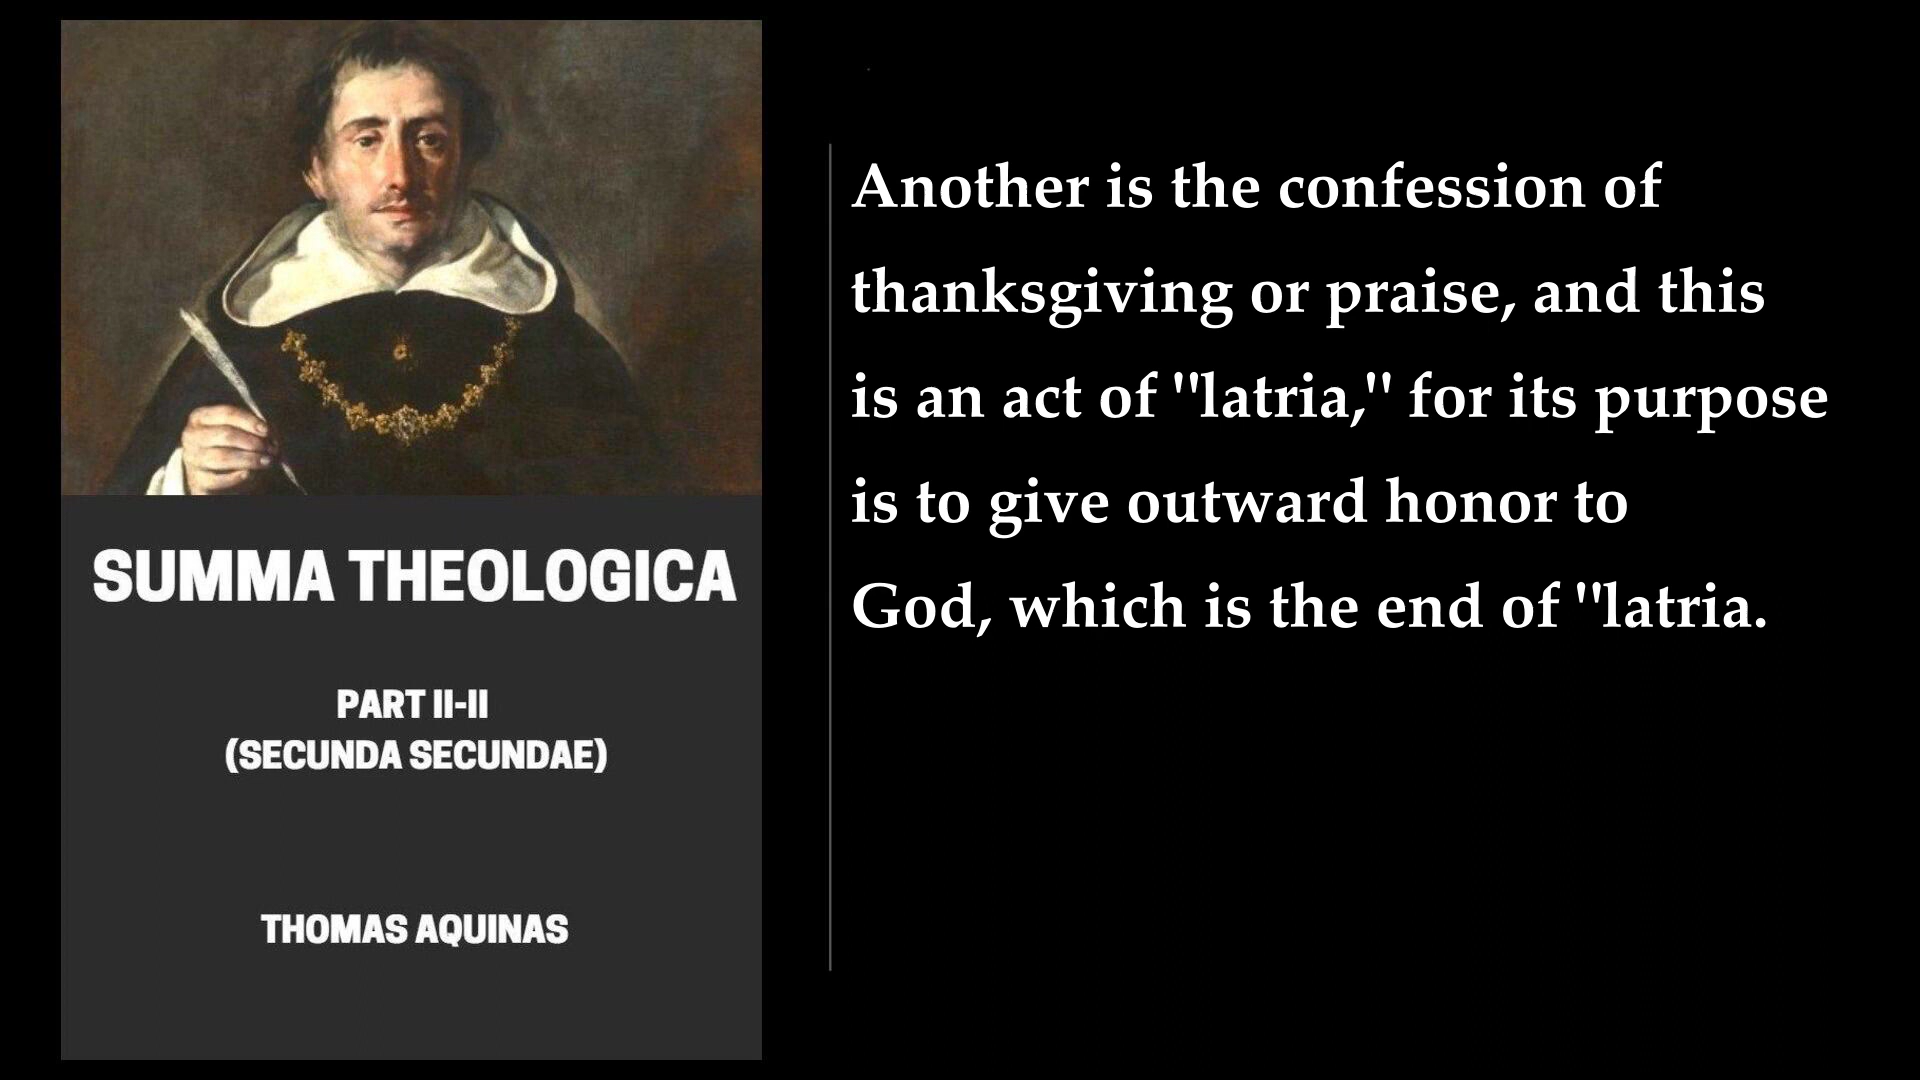 SUMMA THEOLOGICA
PART II-II
(SECUNDA SECUNDAE)
THOMAS AQUINAS
Another is the confession of
thanksgiving or praise, and this
is an act of "latria," for its purpose
is to give outward honor to
God, which is the end of "latria.